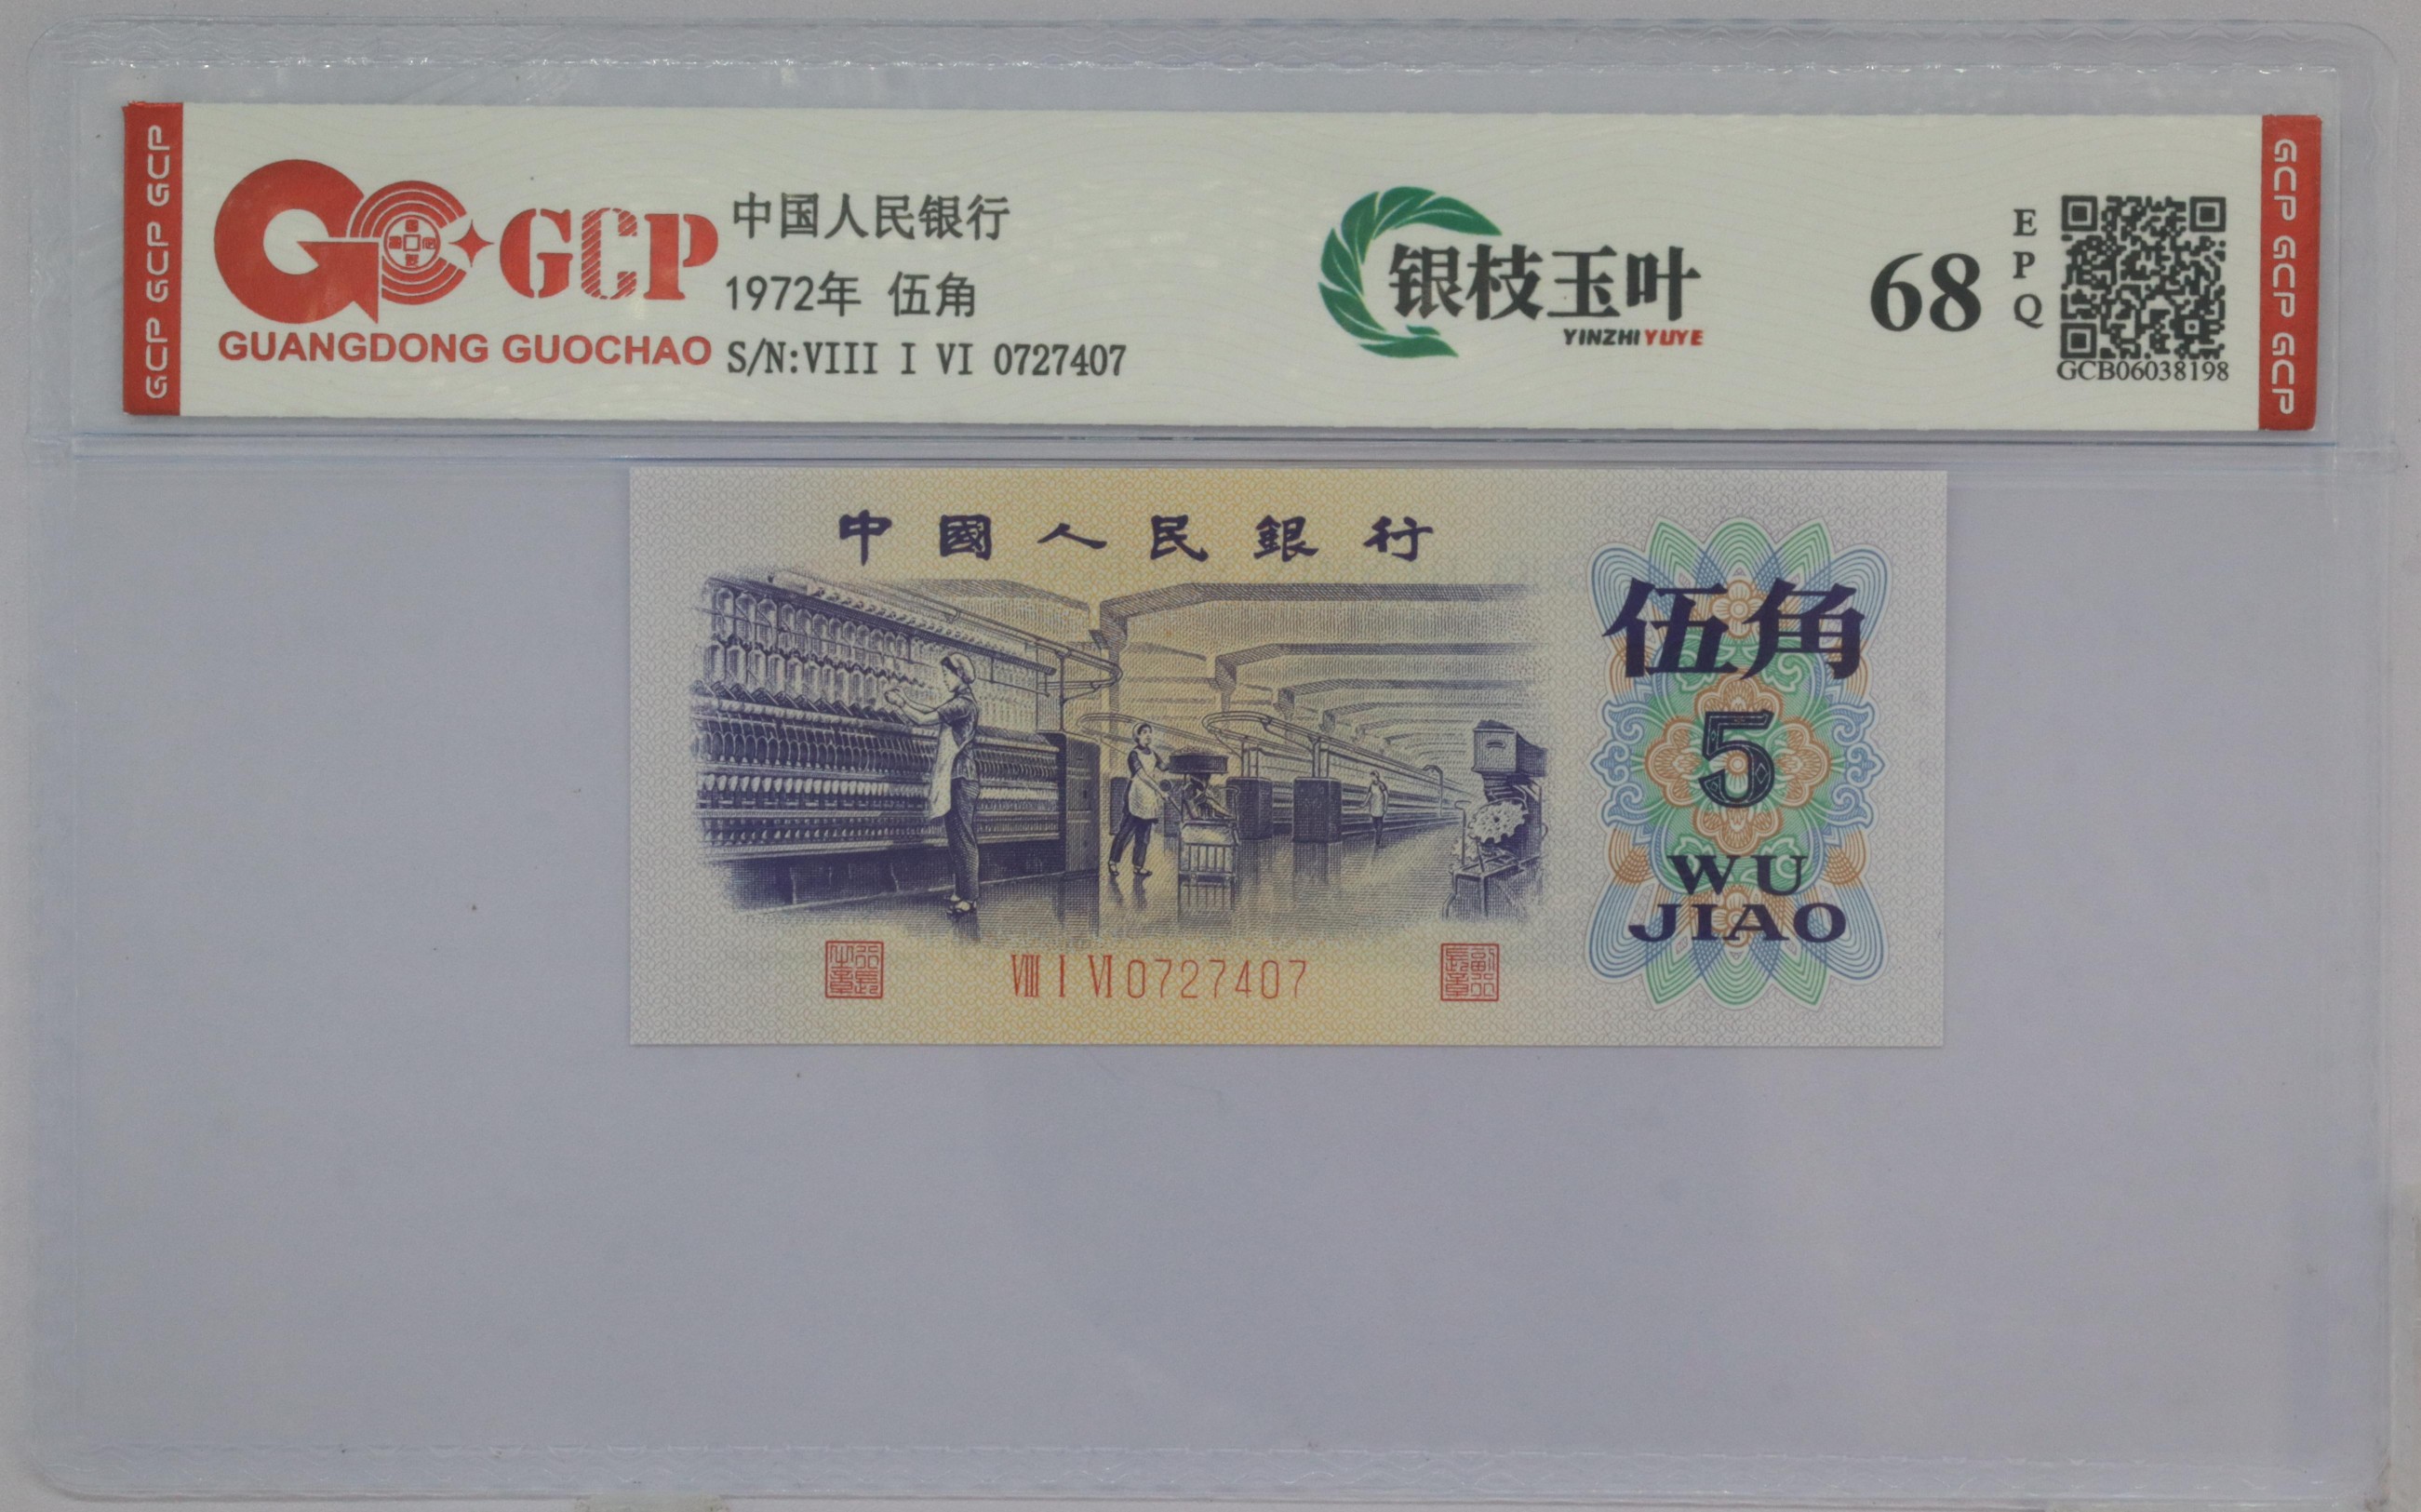 GCP GCP GCP
GCP
GUANGDONG GUOCHAO
中国人民银行
1972年 伍角
S/N:VIII I VI 0727407
银枝玉叶
YINZHIYUYE
68
EPQ
GCB06038198
GCP GCP GCP
中國人民銀行
伍角
5
WU
JIAO
VIII I VI 0727407